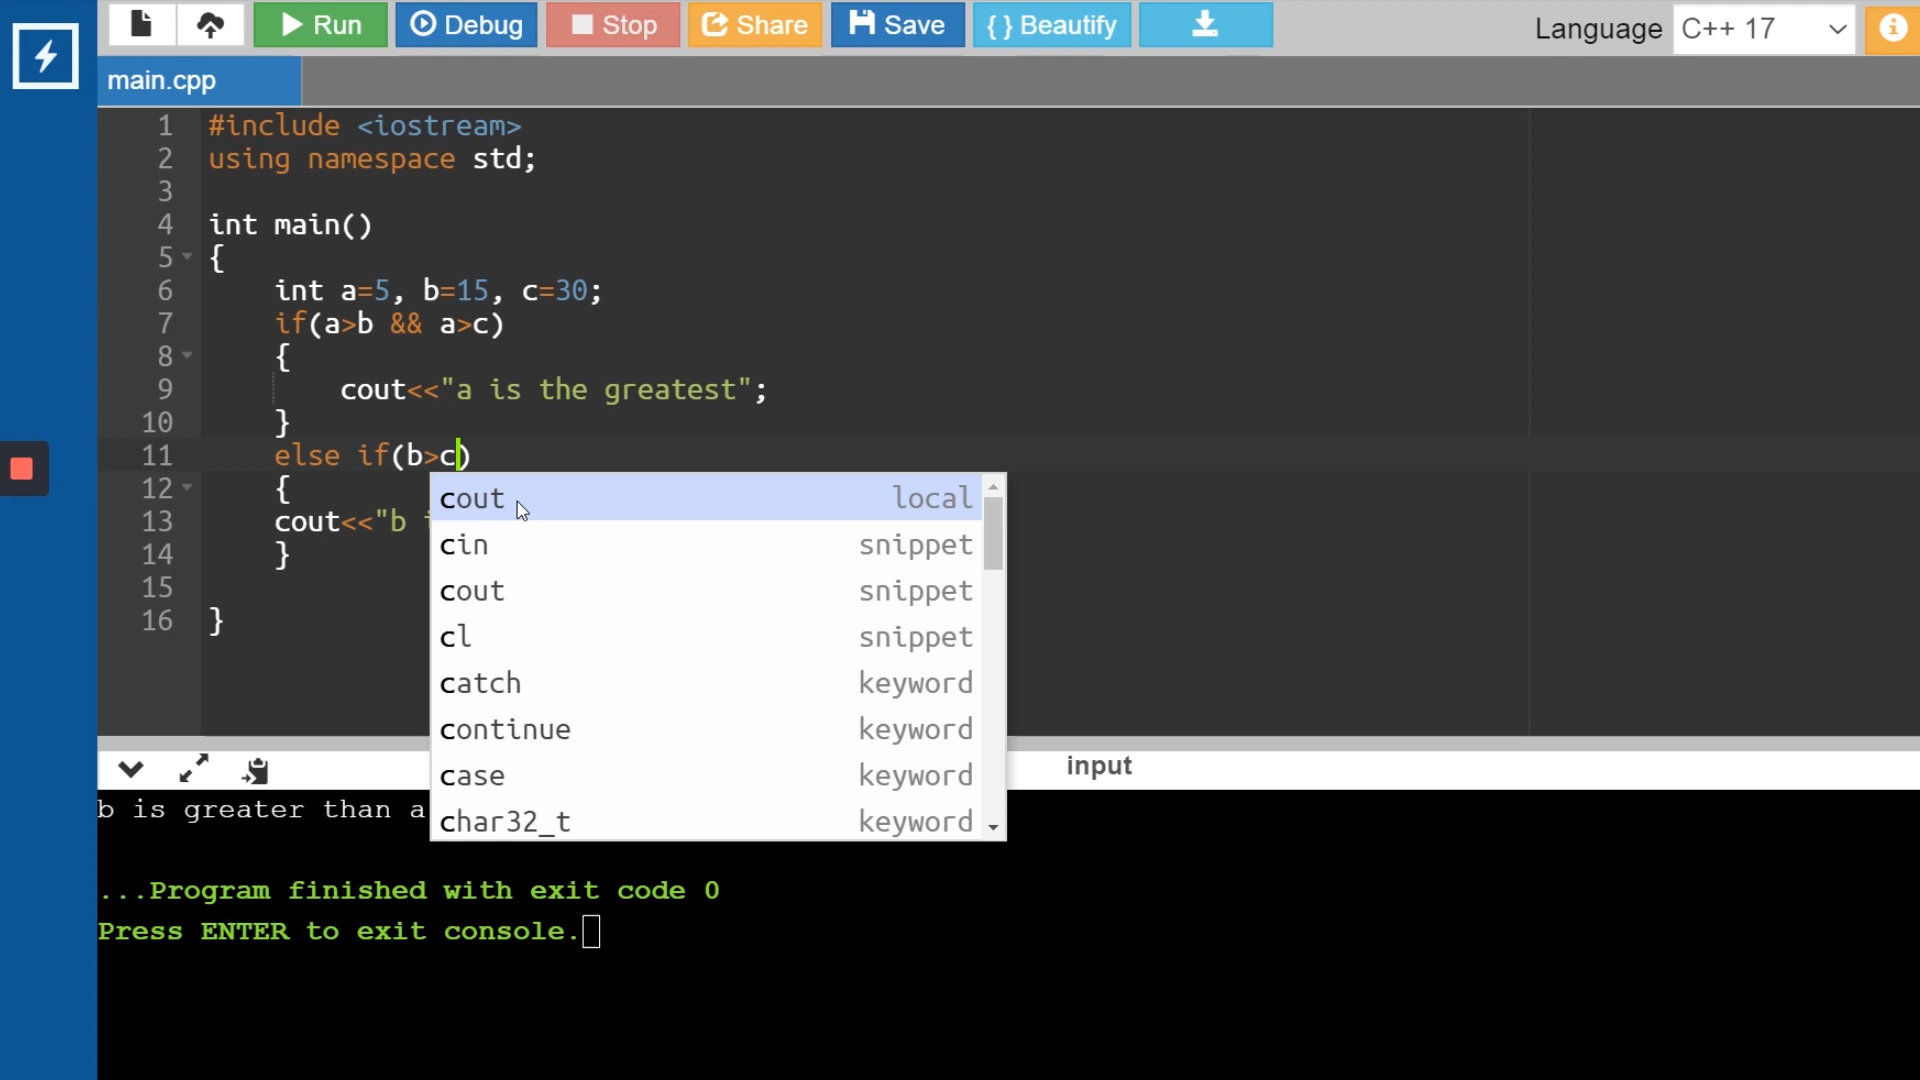 Run Debug Stop Share Save { } Beautify Language C++ 17
main.cpp
1 #include <iostream>
2 using namespace std;
3
4 int main()
5 {
6 int a=5, b=15, c=30;
7 if(a>b && a>c)
8 {
9 cout<<"a is the greatest";
10 }
11 else if(b>c)
12 {
13 cout<<"b
14 }
15
16 }
cout local
cin snippet
cout snippet
cl snippet
catch keyword
continue keyword
case keyword
char32_t keyword
input
b is greater than a
...Program finished with exit code 0
Press ENTER to exit console.